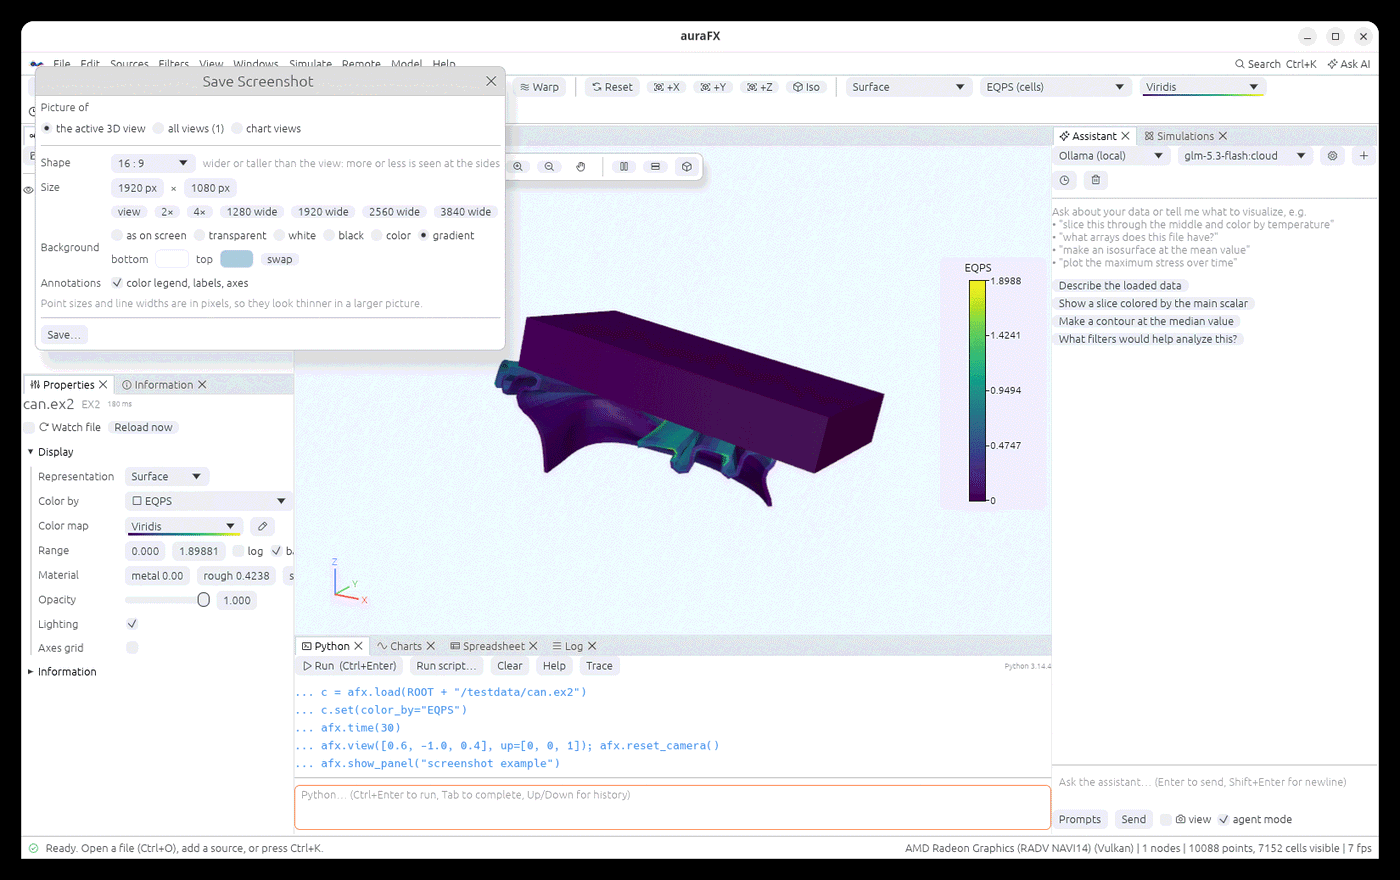 auraFX
File Edit Sources Filters View Windows Simulate Remote Model Help
Search Ctrl+K Ask AI
Save Screenshot
Warp Reset +X +Y +Z Iso Surface EQPS (cells) Viridis
Picture of
the active 3D view all views (1) chart views
Shape 16 : 9 wider or taller than the view: more or less is seen at the sides
Size 1920 px × 1080 px
view 2× 4× 1280 wide 1920 wide 2560 wide 3840 wide
as on screen transparent white black color gradient
Background
bottom top swap
Annotations color legend, labels, axes
Point sizes and line widths are in pixels, so they look thinner in a larger picture.
Save...
Properties Information
can.ex2 EX2 180 ms
Watch file Reload now
Display
Representation Surface
Color by EQPS
Color map Viridis
Range 0.000 1.89881 log
Material metal 0.00 rough 0.4238
Opacity 1.000
Lighting
Axes grid
Information
EQPS
1.8988
1.4241
0.9494
0.4747
0
Z
Y
X
Python Charts Spreadsheet Log
Run (Ctrl+Enter) Run script... Clear Help Trace Python 3.14.4
... c = afx.load(ROOT + "/testdata/can.ex2")
... c.set(color_by="EQPS")
... afx.time(30)
... afx.view([0.6, -1.0, 0.4], up=[0, 0, 1]); afx.reset_camera()
... afx.show_panel("screenshot example")
Python... (Ctrl+Enter to run, Tab to complete, Up/Down for history)
Assistant Simulations
Ollama (local) glm-5.3-flash:cloud
Ask about your data or tell me what to visualize, e.g.
• "slice this through the middle and color by temperature"
• "what arrays does this file have?"
• "make an isosurface at the mean value"
• "plot the maximum stress over time"
Describe the loaded data
Show a slice colored by the main scalar
Make a contour at the median value
What filters would help analyze this?
Ask the assistant... (Enter to send, Shift+Enter for newline)
Prompts Send view agent mode
Ready. Open a file (Ctrl+O), add a source, or press Ctrl+K.
AMD Radeon Graphics (RADV NAVI14) (Vulkan) | 1 nodes | 10088 points, 7152 cells visible | 7 fps